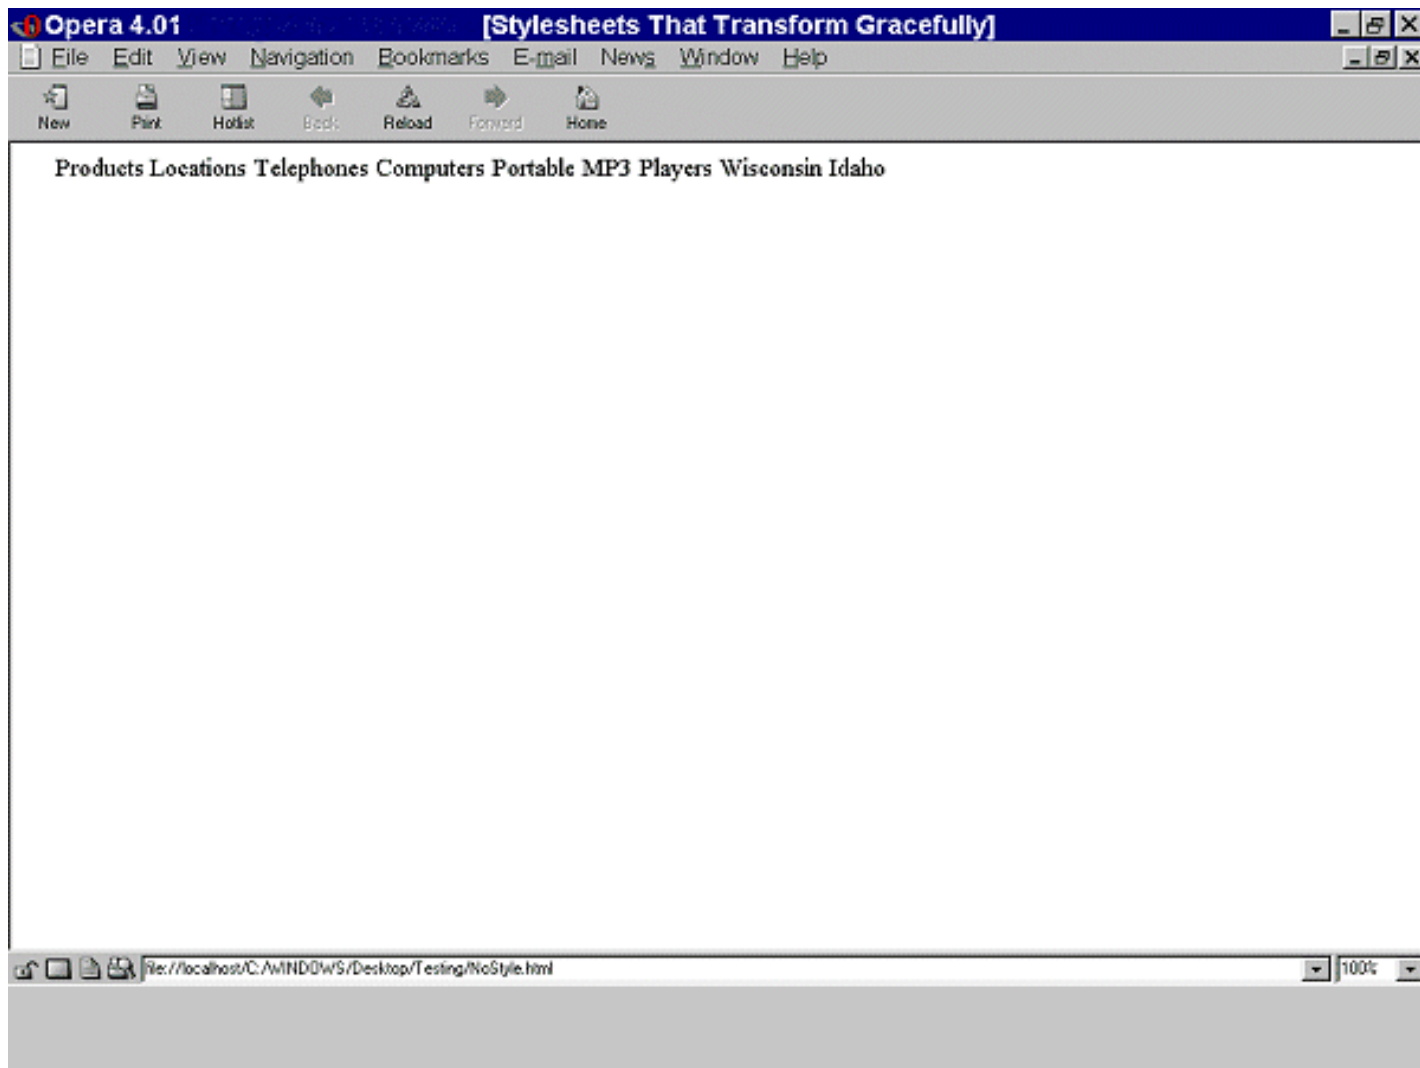 Opera 4.01 [Stylesheets That Transform Gracefully]
File Edit View Navigation Bookmarks E-mail News Window Help
New Print Hotlist Back Reload Forward Home
Products Locations Telephones Computers Portable MP3 Players Wisconsin Idaho
file://localhost/C:/WINDOWS/Desktop/Testing/NoStyle.html 100%